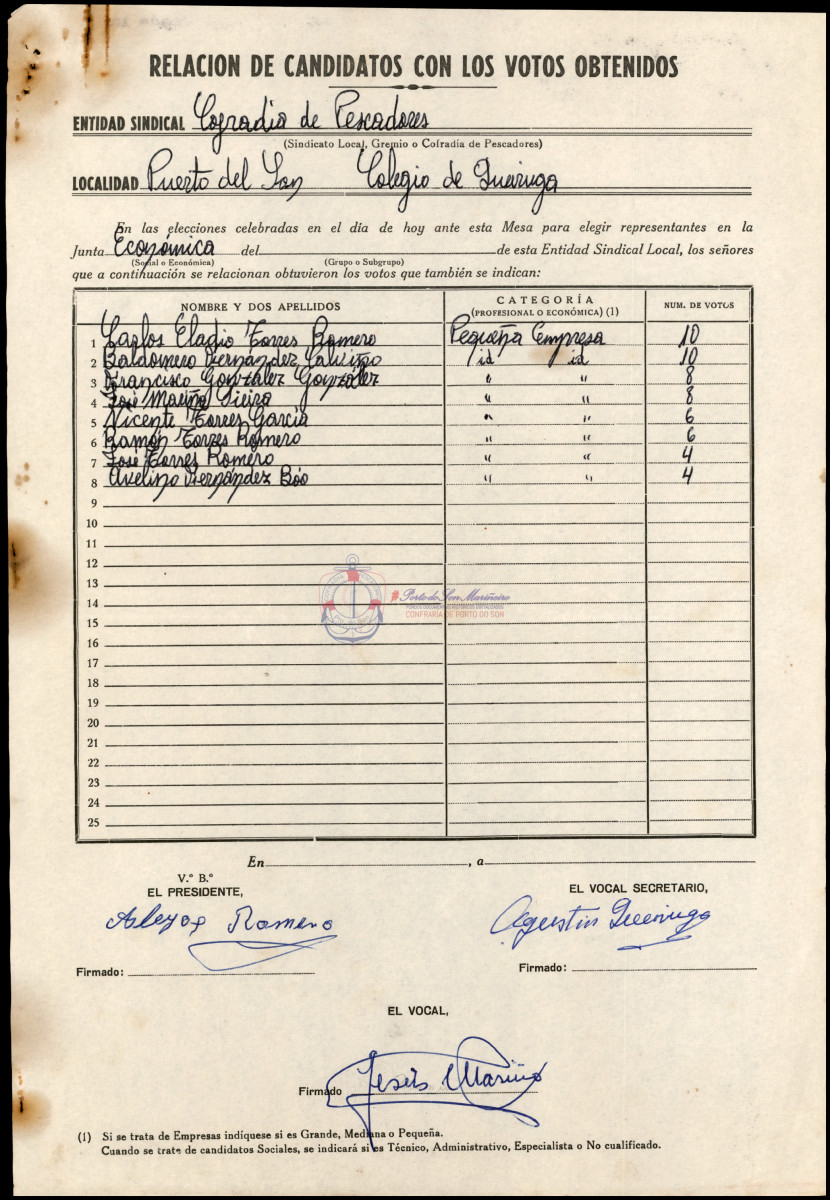 RELACION DE CANDIDATOS CON LOS VOTOS OBTENIDOS
ENTIDAD SINDICAL Cofradia de Pescadores
(Sindicato Local, Gremio o Cofradía de Pescadores)
LOCALIDAD Puerto del Son Colegio de Queiruga
En las elecciones celebradas en el día de hoy ante esta Mesa para elegir representantes en la
Junta Económica del de esta Entidad Sindical Local, los señores
(Social o Económica) (Grupo o Subgrupo)
que a continuación se relacionan obtuvieron los votos que también se indican:
NOMBRE Y DOS APELLIDOS CATEGORÍA (PROFESIONAL O ECONÓMICA) (1) NUM. DE VOTOS
1 Carlos Eladio Torres Romero Pequeña Empresa 10
2 Baldomero Hernández Calviño id id 10
3 Francisco González González " " 8
4 José Mariño Sieira " " 8
5 Vicente Torres García " " 6
6 Ramón Torres Romero " " 6
7 José Torres Romero " " 4
8 Avelino Hernández Bóo " " 4
9
10
11
12
13
14
15
16
17
18
19
20
21
22
23
24
25
Porto do Son Mariñeiro
CONFRARÍA DE PORTO DO SON
En , a
V.° B.°
EL PRESIDENTE, EL VOCAL SECRETARIO,
Romero Agustin Queiruga
Firmado: Firmado:
EL VOCAL,
Firmado Jesús Mariño
(1) Si se trata de Empresas indíquese si es Grande, Mediana o Pequeña.
Cuando se trate de candidatos Sociales, se indicará si es Técnico, Administrativo, Especialista o No cualificado.